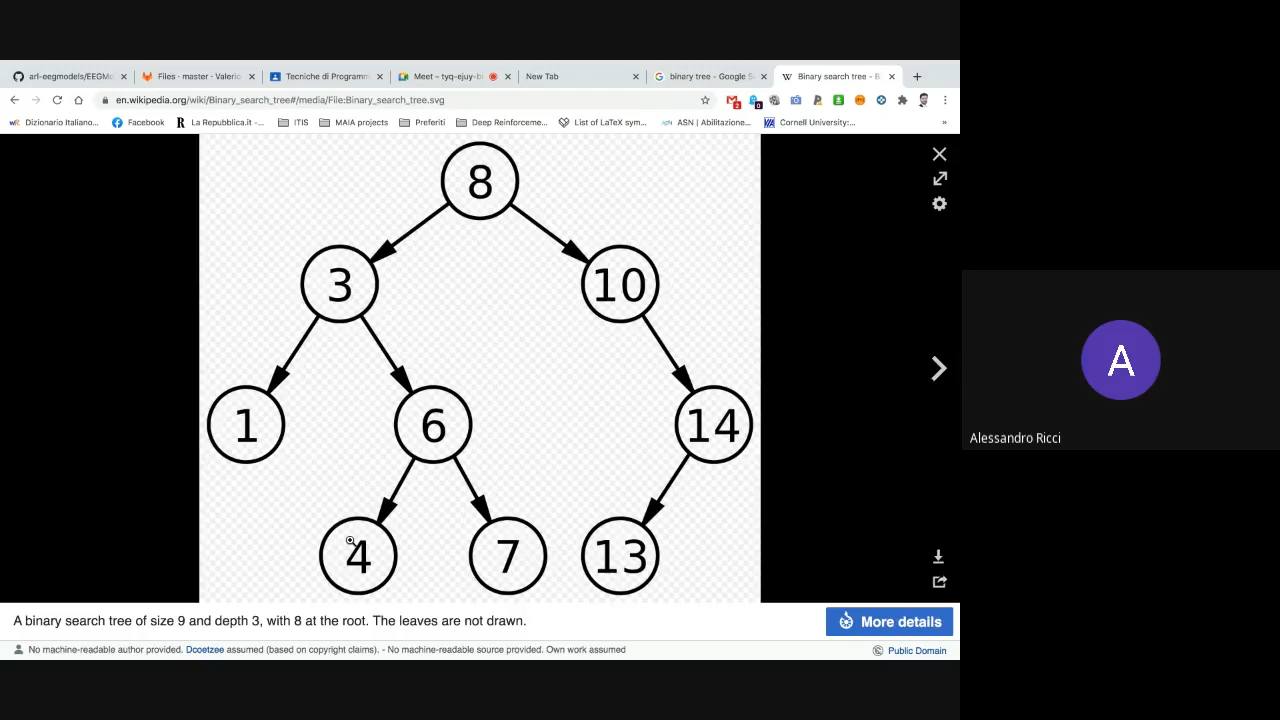 arl-eegmodels/EEGMo
Files · master · Valerio
Tecniche di Programm
Meet – tyq-ejuy-b
New Tab
binary tree - Google S
Binary search tree - B
en.wikipedia.org/wiki/Binary_search_tree#/media/File:Binary_search_tree.svg
Dizionario Italiano...
Facebook
La Repubblica.it -...
ITIS
MAIA projects
Preferiti
Deep Reinforceme...
List of LaTeX sym...
ASN | Abilitazione...
Cornell University:...
»
8
3
10
1
6
14
4
7
13
A
Alessandro Ricci
A binary search tree of size 9 and depth 3, with 8 at the root. The leaves are not drawn.
More details
No machine-readable author provided. Dcoetzee assumed (based on copyright claims). - No machine-readable source provided. Own work assumed
Public Domain